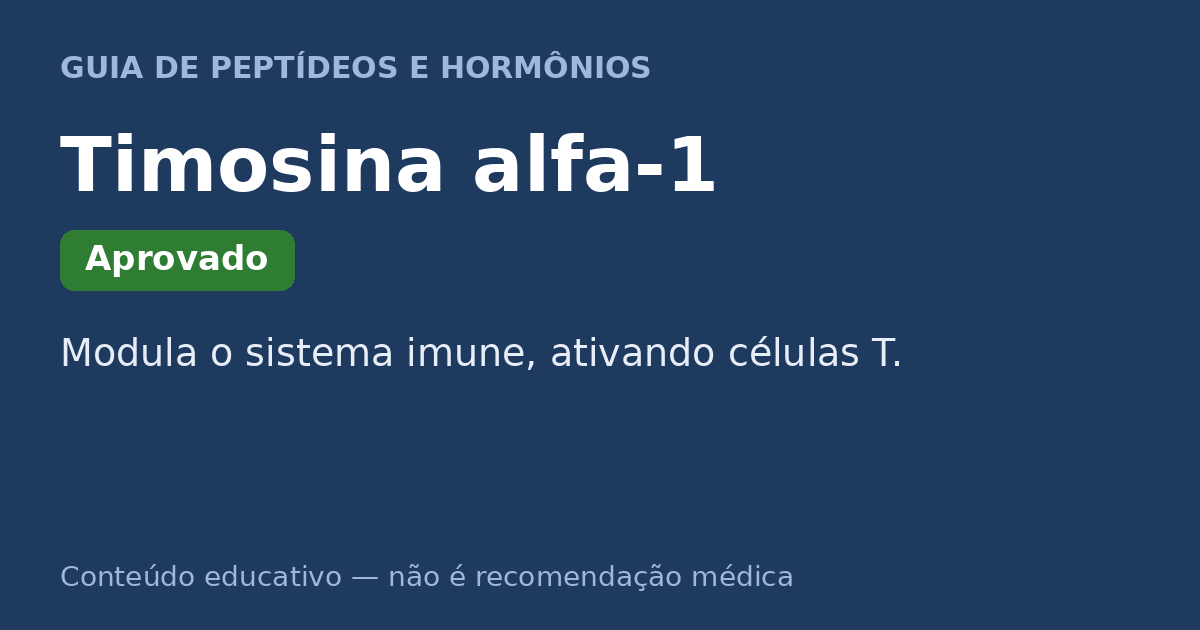 GUIA DE PEPTÍDEOS E HORMÔNIOS
Timosina alfa-1
Aprovado
Modula o sistema imune, ativando células T.
Conteúdo educativo — não é recomendação médica